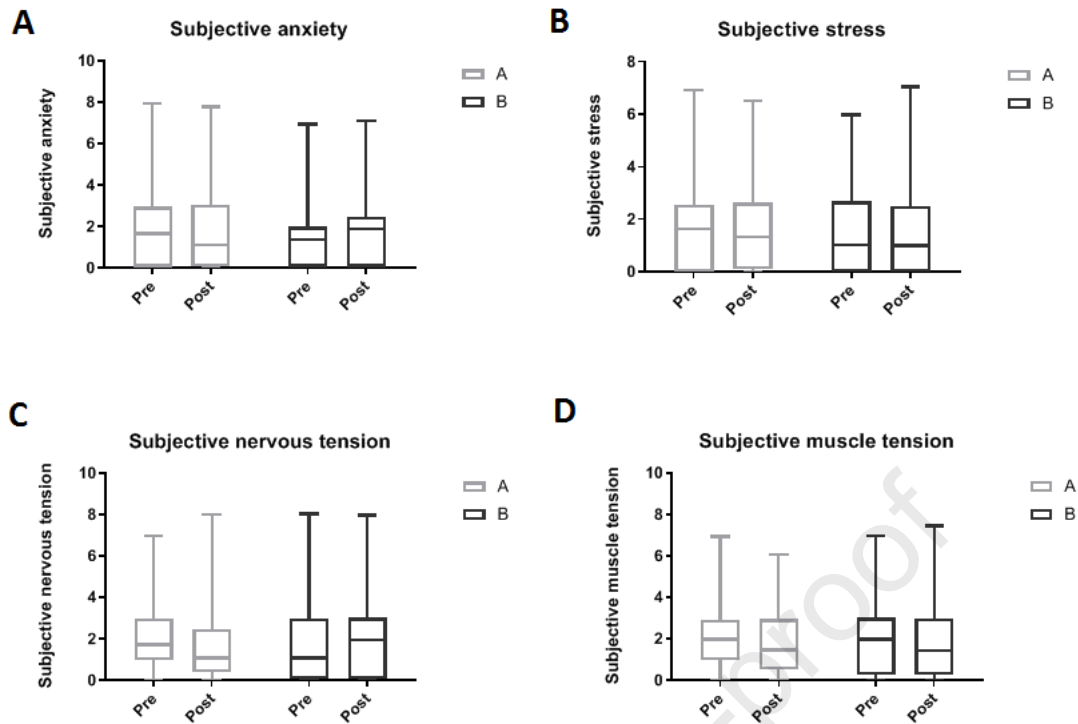 A
Subjective anxiety
Subjective anxiety
10
8
6
4
2
0
Pre
Post
Pre
Post
A
B
B
Subjective stress
Subjective stress
8
6
4
2
0
Pre
Post
Pre
Post
A
B
C
Subjective nervous tension
Subjective nervous tension
10
8
6
4
2
0
Pre
Post
Pre
Post
A
B
D
Subjective muscle tension
Subjective muscle tension
10
8
6
4
2
0
Pre
Post
Pre
Post
A
B
-proof